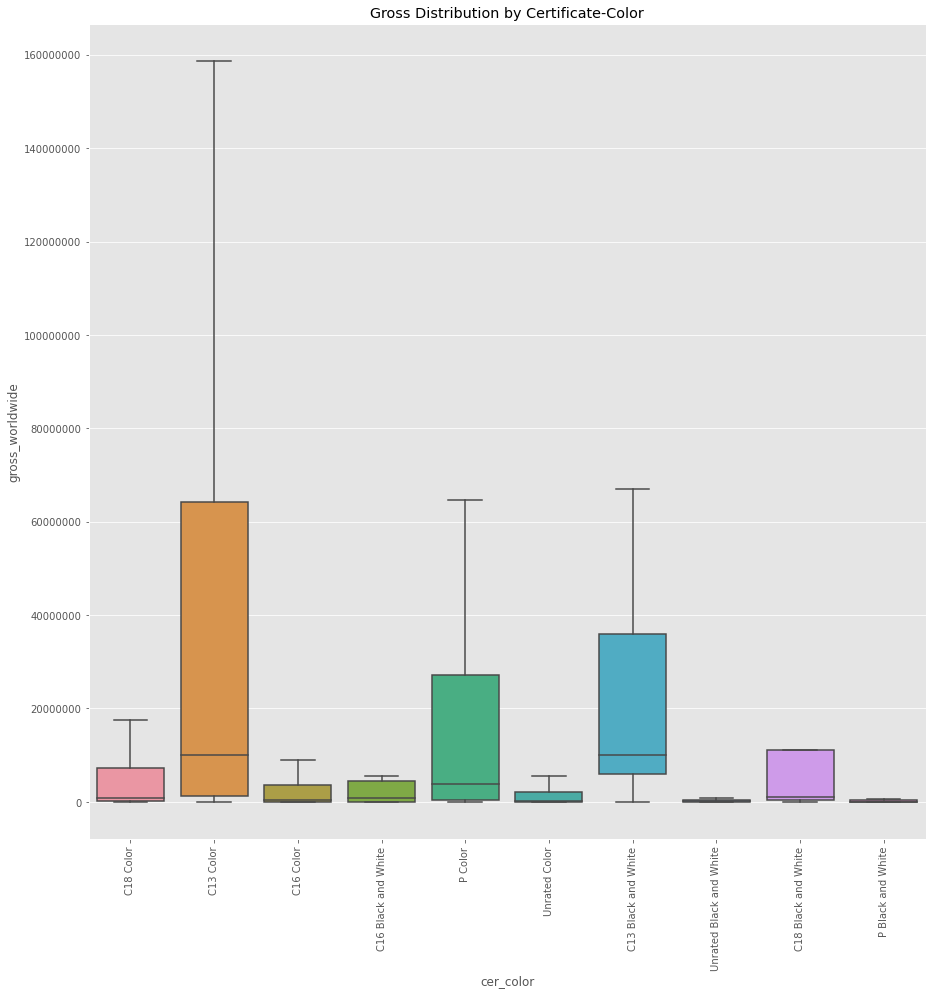 Gross Distribution by Certificate-Color
160000000
140000000
120000000
100000000
80000000
60000000
40000000
20000000
0
gross_worldwide
C18 Color
C13 Color
C16 Color
C16 Black and White
P Color
Unrated Color
C13 Black and White
Unrated Black and White
C18 Black and White
P Black and White
cer_color